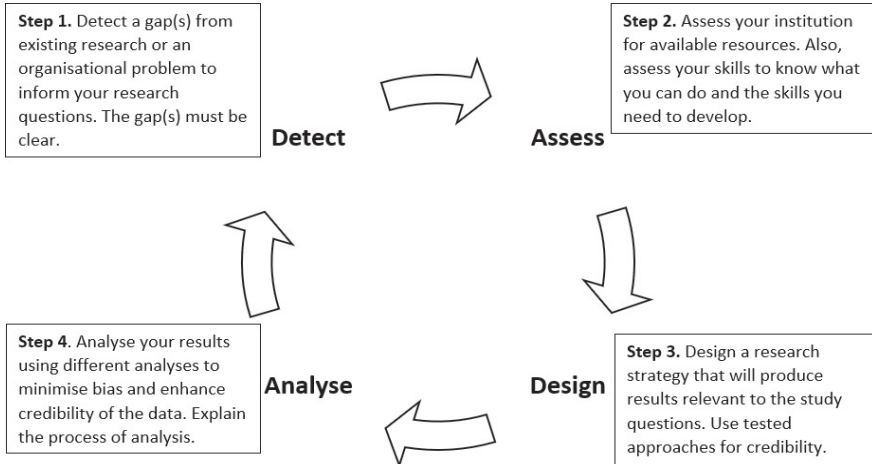 Step 1. Detect a gap(s) from
existing research or an
organisational problem to
inform your research
questions. The gap(s) must be
clear.
Detect
Step 2. Assess your institution
for available resources. Also,
assess your skills to know what
you can do and the skills you
need to develop.
Assess
Step 3. Design a research
strategy that will produce
results relevant to the study
questions. Use tested
approaches for credibility.
Design
Step 4. Analyse your results
using different analyses to
minimise bias and enhance
credibility of the data. Explain
the process of analysis.
Analyse